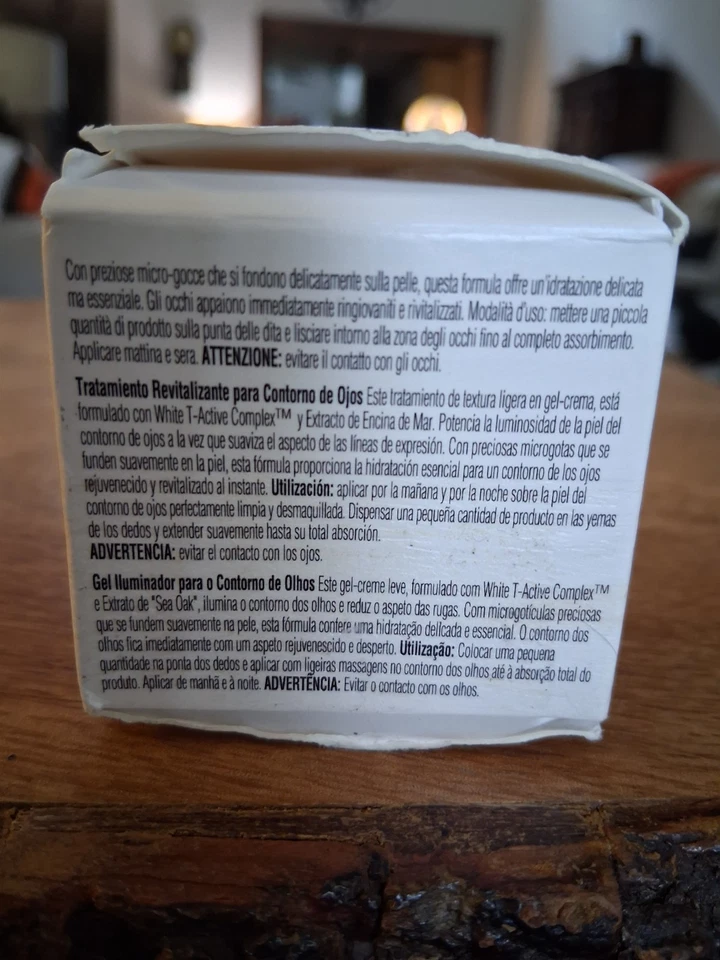 Con preziose micro-gocce che si fondono delicatamente sulla pelle, questa formula offre un'idratazione delicata
ma essenziale. Gli occhi appaiono immediatamente ringiovaniti e rivitalizzati. Modalità d'uso: mettere una piccola
quantità di prodotto sulla punta delle dita e lisciare intorno alla zona degli occhi fino al completo assorbimento.
Applicare mattina e sera. ATTENZIONE: evitare il contatto con gli occhi.
Tratamiento Revitalizante para Contorno de Ojos Este tratamiento de textura ligera en gel-crema, está
formulado con White T-Active Complex™ y Extracto de Encina de Mar. Potencia la luminosidad de la piel del
contorno de ojos a la vez que suaviza el aspecto de las líneas de expresión. Con preciosas microgotas que se
funden suavemente en la piel, esta fórmula proporciona la hidratación esencial para un contorno de los ojos
rejuvenecido y revitalizado al instante. Utilización: aplicar por la mañana y por la noche sobre la piel del
contorno de ojos perfectamente limpia y desmaquillada. Dispensar una pequeña cantidad de producto en las yemas
de los dedos y extender suavemente hasta su total absorción.
ADVERTENCIA: evitar el contacto con los ojos.
Gel Iluminador para o Contorno de Olhos Este gel-creme leve, formulado com White T-Active Complex™
e Extrato de "Sea Oak", ilumina o contorno dos olhos e reduz o aspeto das rugas. Com microgotículas preciosas
que se fundem suavemente na pele, esta fórmula confere uma hidratação delicada e essencial. O contorno dos
olhos fica imediatamente com um aspeto rejuvenescido e desperto. Utilização: Colocar uma pequena
quantidade na ponta dos dedos e aplicar com ligeiras massagens no contorno dos olhos até à absorção total do
produto. Aplicar de manhã e à noite. ADVERTÊNCIA: Evitar o contacto com os olhos.